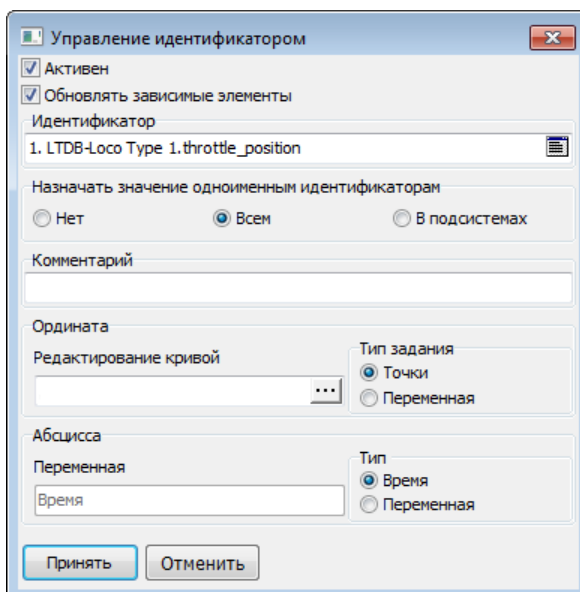 Управление идентификатором
Активен
Обновлять зависимые элементы
Идентификатор
1. LTDB-Loco Type 1.throttle_position
Назначать значение одноименным идентификаторам
Нет Всем В подсистемах
Комментарий
Ордината
Редактирование кривой
...
Тип задания
Точки
Переменная
Абсцисса
Переменная
Время
Тип
Время
Переменная
Принять Отменить